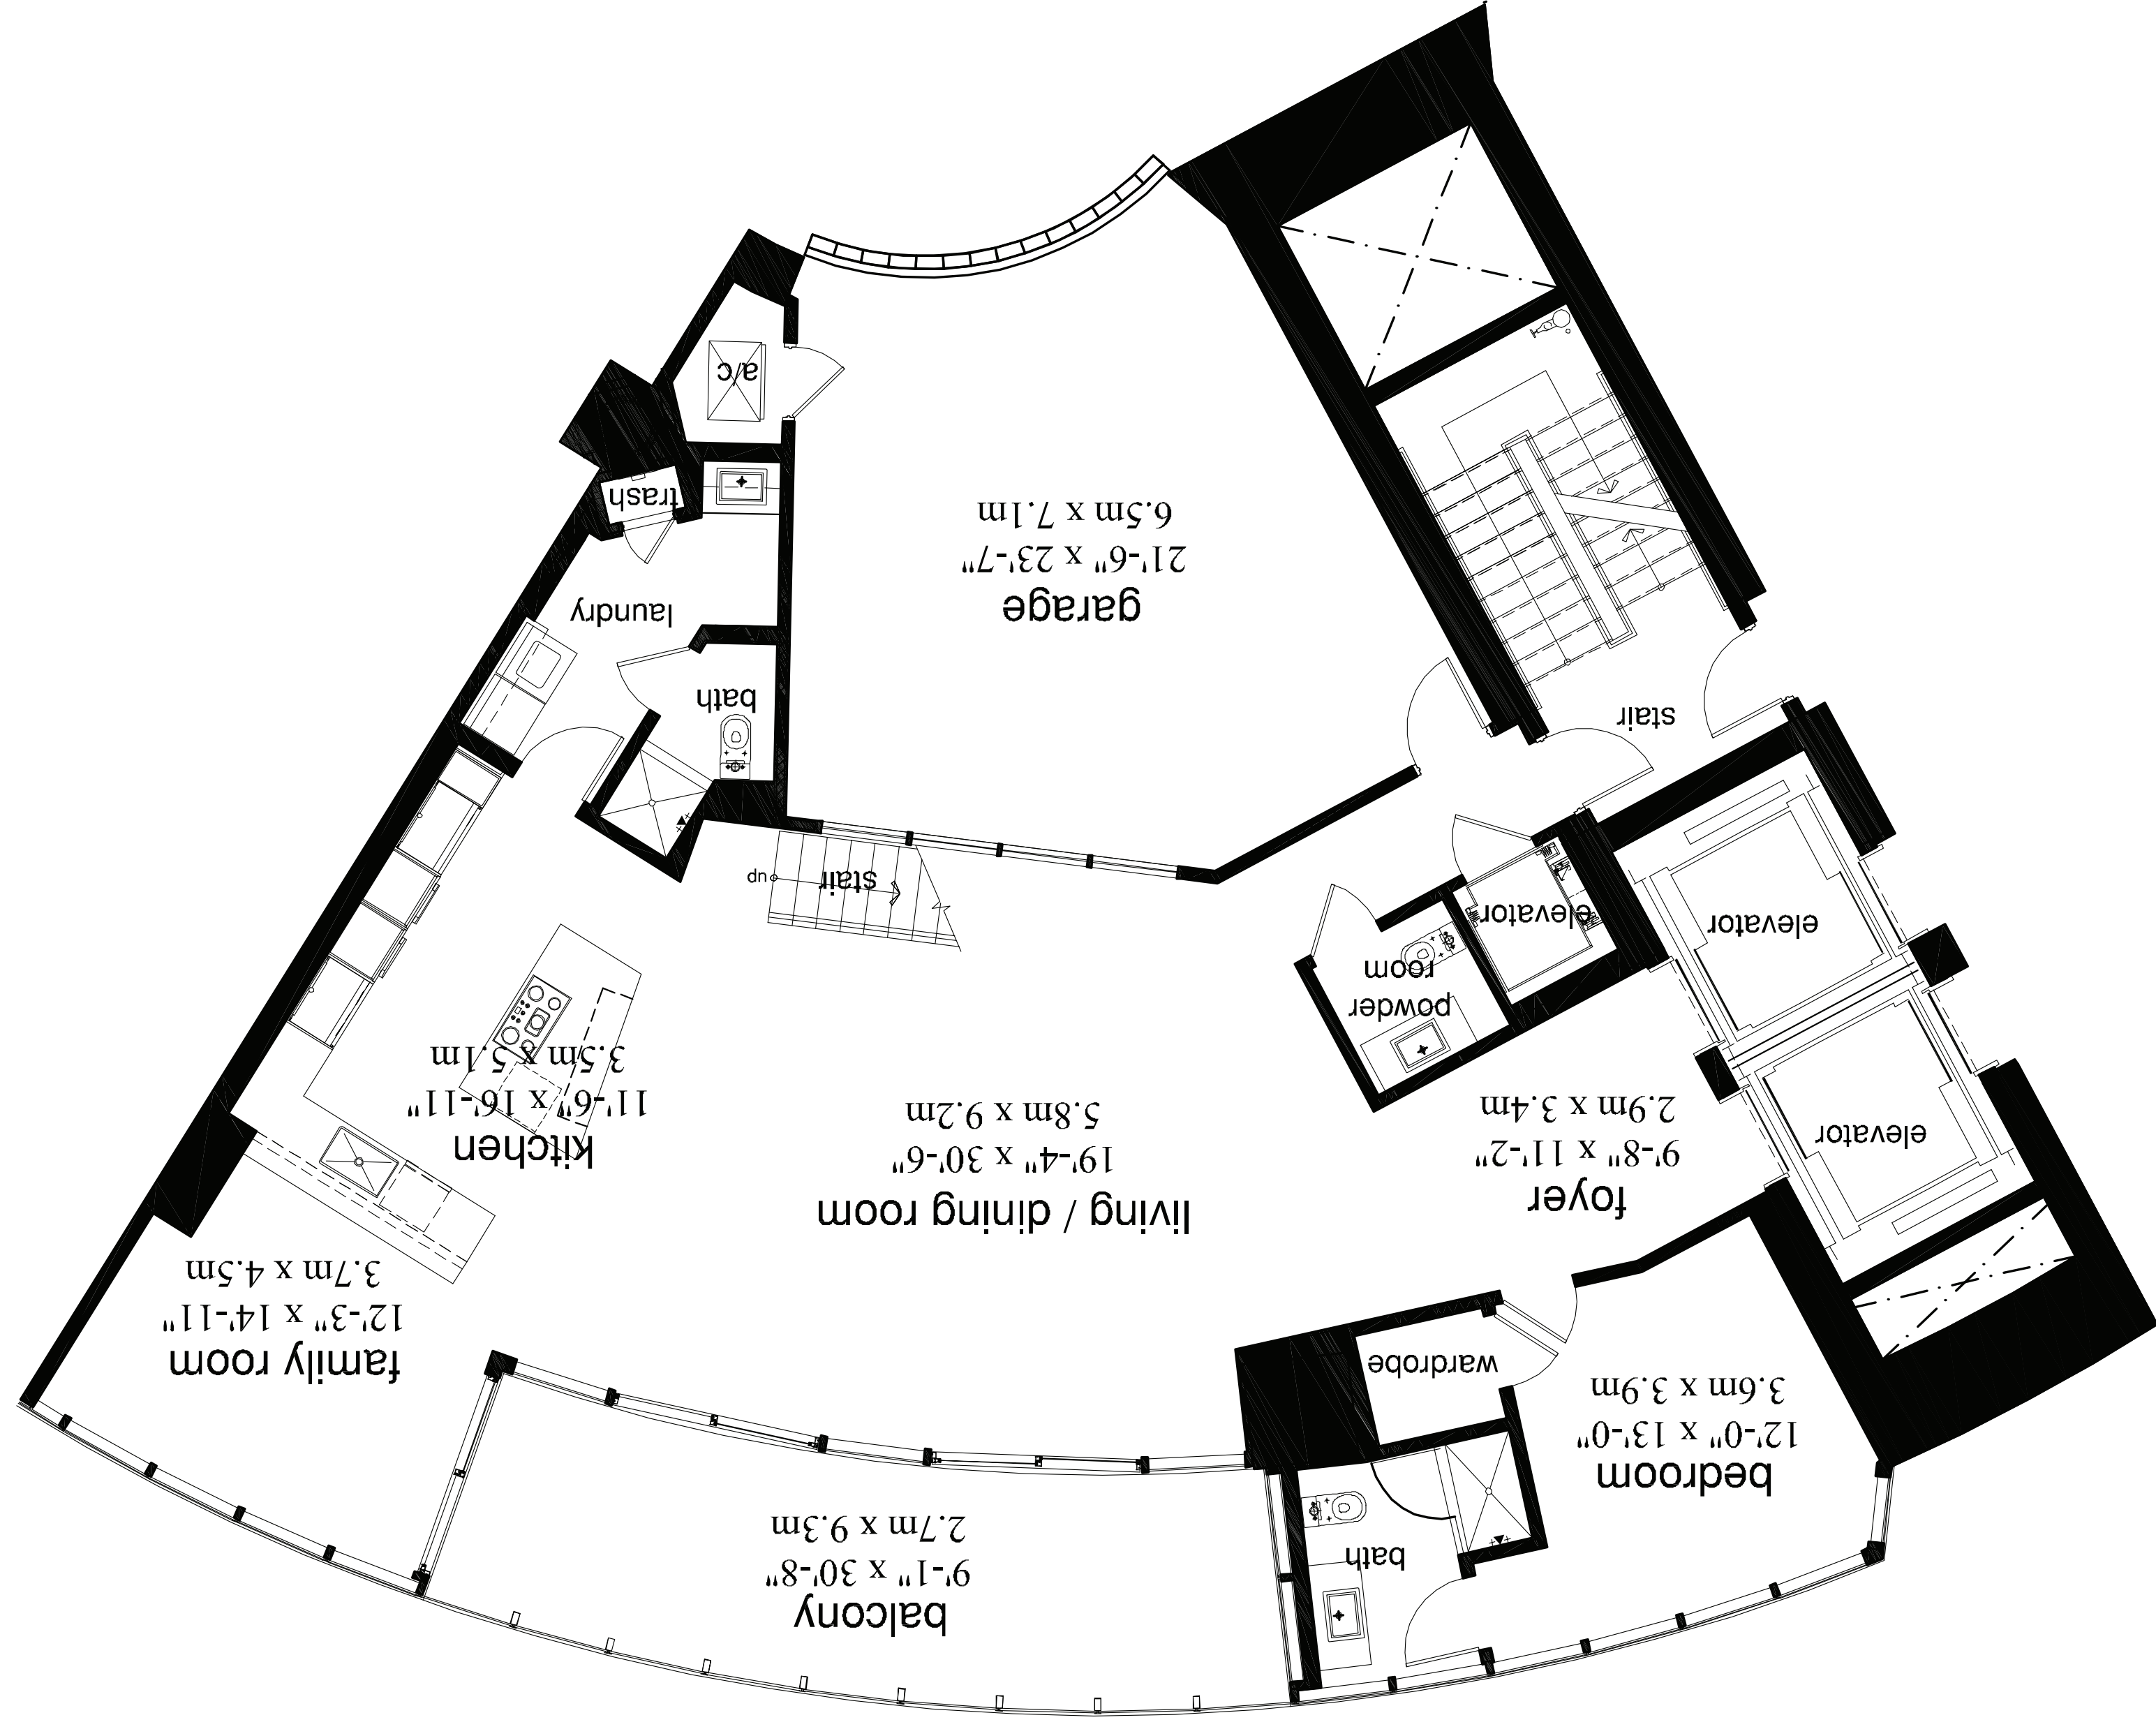 balcony
9'-1" x 30'-8"
2.7m x 9.3m
bath
bedroom
12'-0" x 13'-0"
3.6m x 3.9m
wardrobe
family room
12'-3" x 14'-11"
3.7m x 4.5m
living / dining room
19'-4" x 30'-6"
5.8m x 9.2m
foyer
9'-8" x 11'-2"
2.9m x 3.4m
kitchen
11'-6" x 16'-11"
3.5m x 5.1m
elevator
powder
room
elevator
elevator
stair
up
stair
bath
laundry
garage
21'-6" x 23'-7"
6.5m x 7.1m
trash
a/c